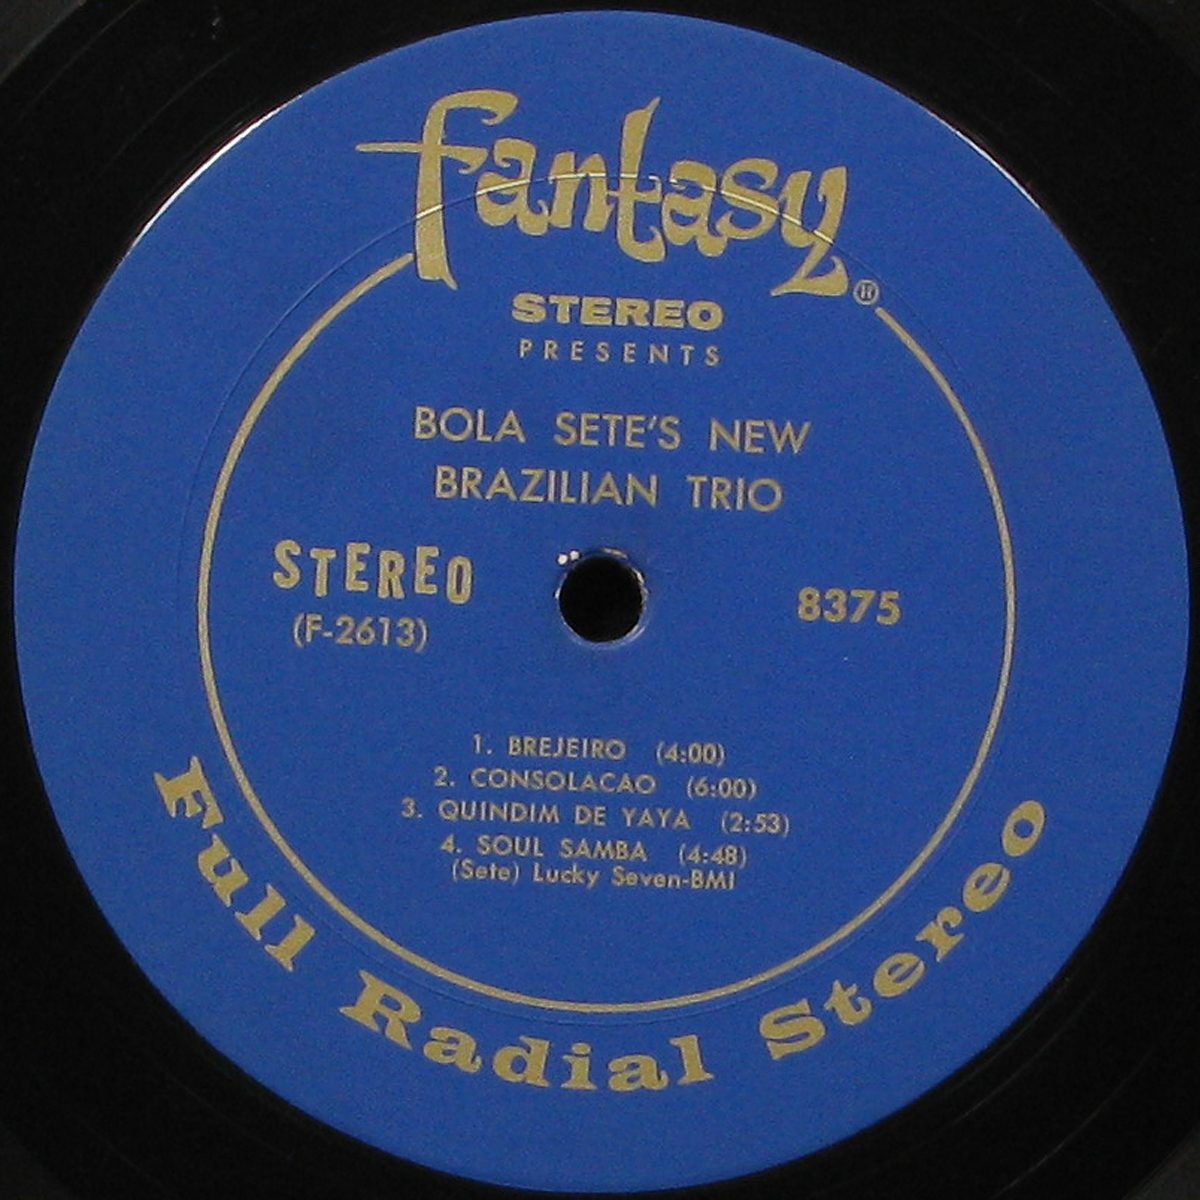 fantasy®
STEREO
PRESENTS
BOLA SETE'S NEW
BRAZILIAN TRIO
STEREO
(F-2613)
8375
1. BREJEIRO (4:00)
2. CONSOLACAO (6:00)
3. QUINDIM DE YAYA (2:53)
4. SOUL SAMBA (4:48)
(Sete) Lucky Seven-BMI
Full Radial Stereo